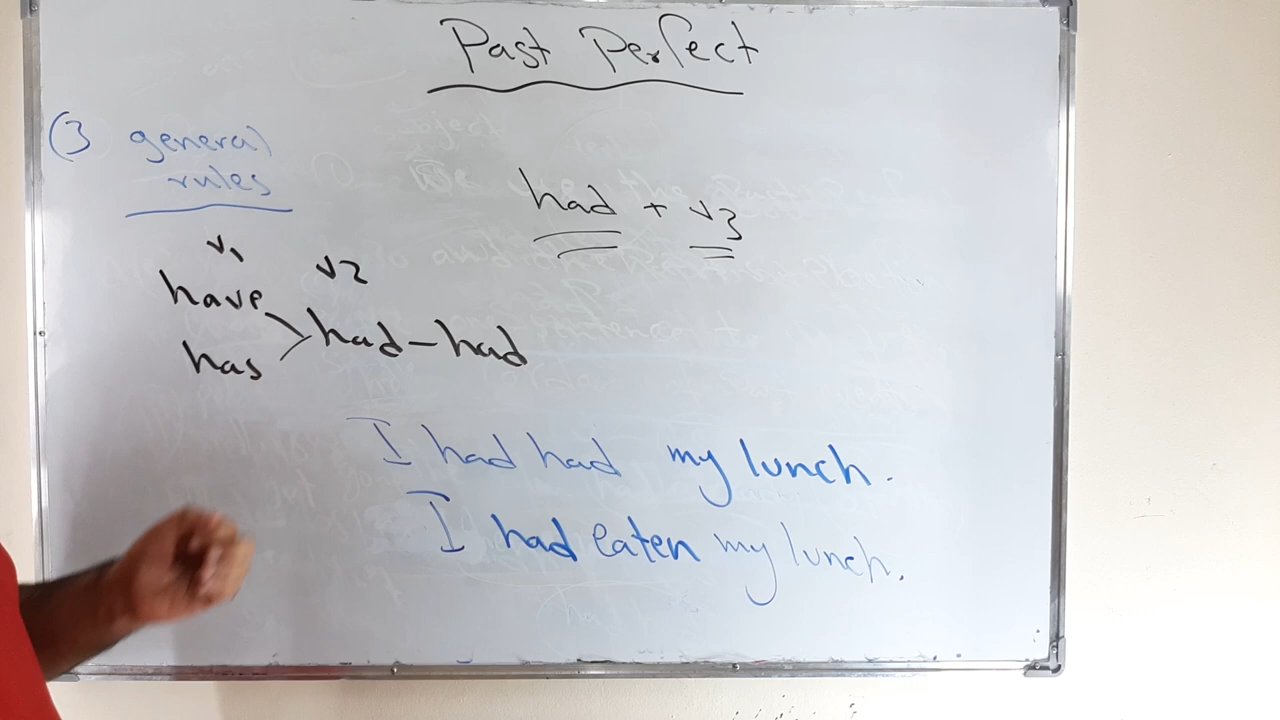 Past Perfect
(3 general
rules
had + v3
v1
v2
have
has
had-had
I had had my lunch.
I had eaten my lunch.